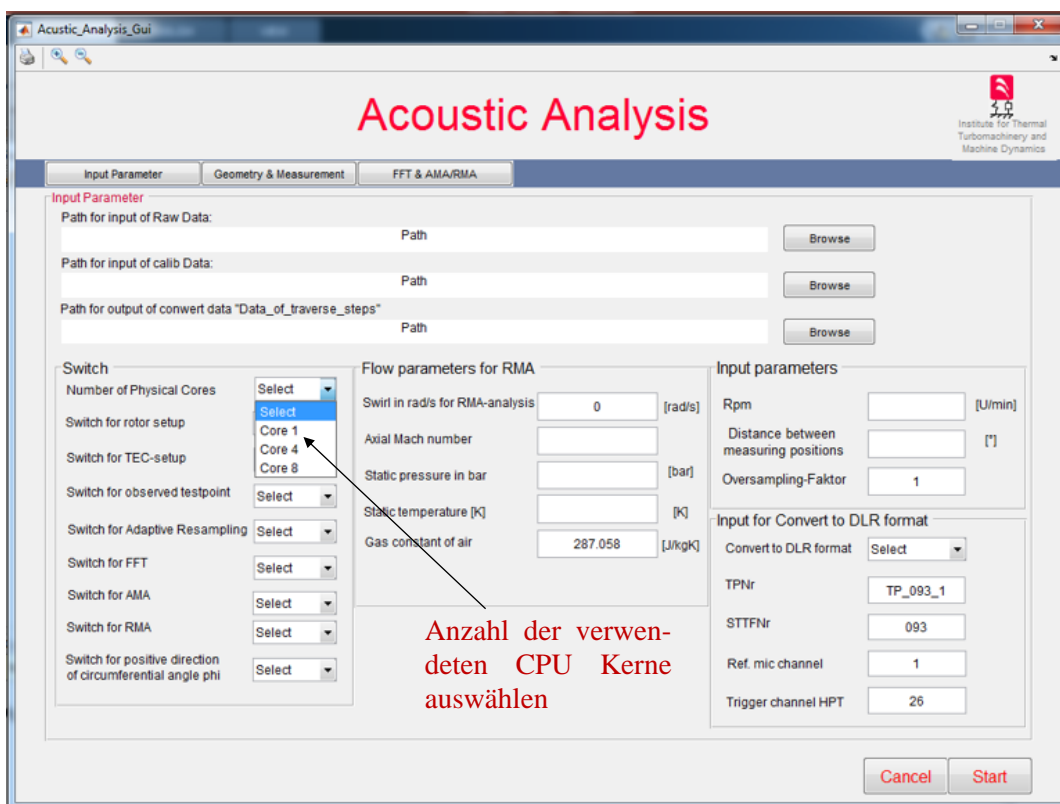 Acustic_Analysis_Gui
Acoustic Analysis
Institute for Thermal
Turbomachinery and
Machine Dynamics
Input Parameter Geometry & Measurement FFT & AMA/RMA
Input Parameter
Path for input of Raw Data:
Path Browse
Path for input of calib Data:
Path Browse
Path for output of convert data "Data_of_traverse_steps"
Path Browse
Switch
Number of Physical Cores Select
Select
Core 1
Core 4
Core 8
Switch for rotor setup
Switch for TEC-setup
Switch for observed testpoint Select
Switch for Adaptive Resampling Select
Switch for FFT Select
Switch for AMA Select
Switch for RMA Select
Switch for positive direction
of circumferential angle phi Select
Flow parameters for RMA
Swirl in rad/s for RMA-analysis 0 [rad/s]
Axial Mach number
Static pressure in bar [bar]
Static temperature [K] [K]
Gas constant of air 287.058 [J/kgK]
Anzahl der verwen-
deten CPU Kerne
auswählen
Input parameters
Rpm [U/min]
Distance between
measuring positions [°]
Oversampling-Faktor 1
Input for Convert to DLR format
Convert to DLR format Select
TPNr TP_093_1
STTFNr 093
Ref. mic channel 1
Trigger channel HPT 26
Cancel Start